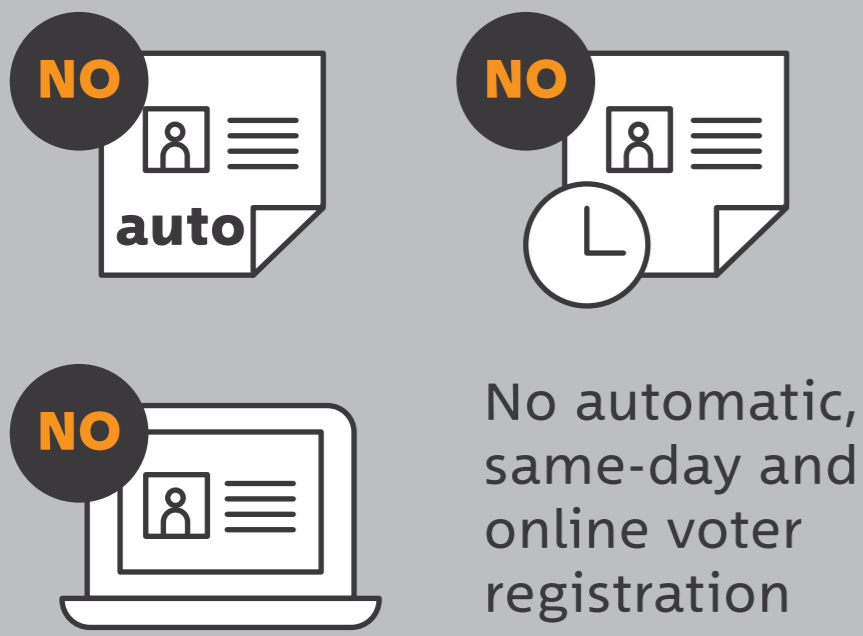 NO
auto
NO
NO
No automatic,
same-day and
online voter
registration